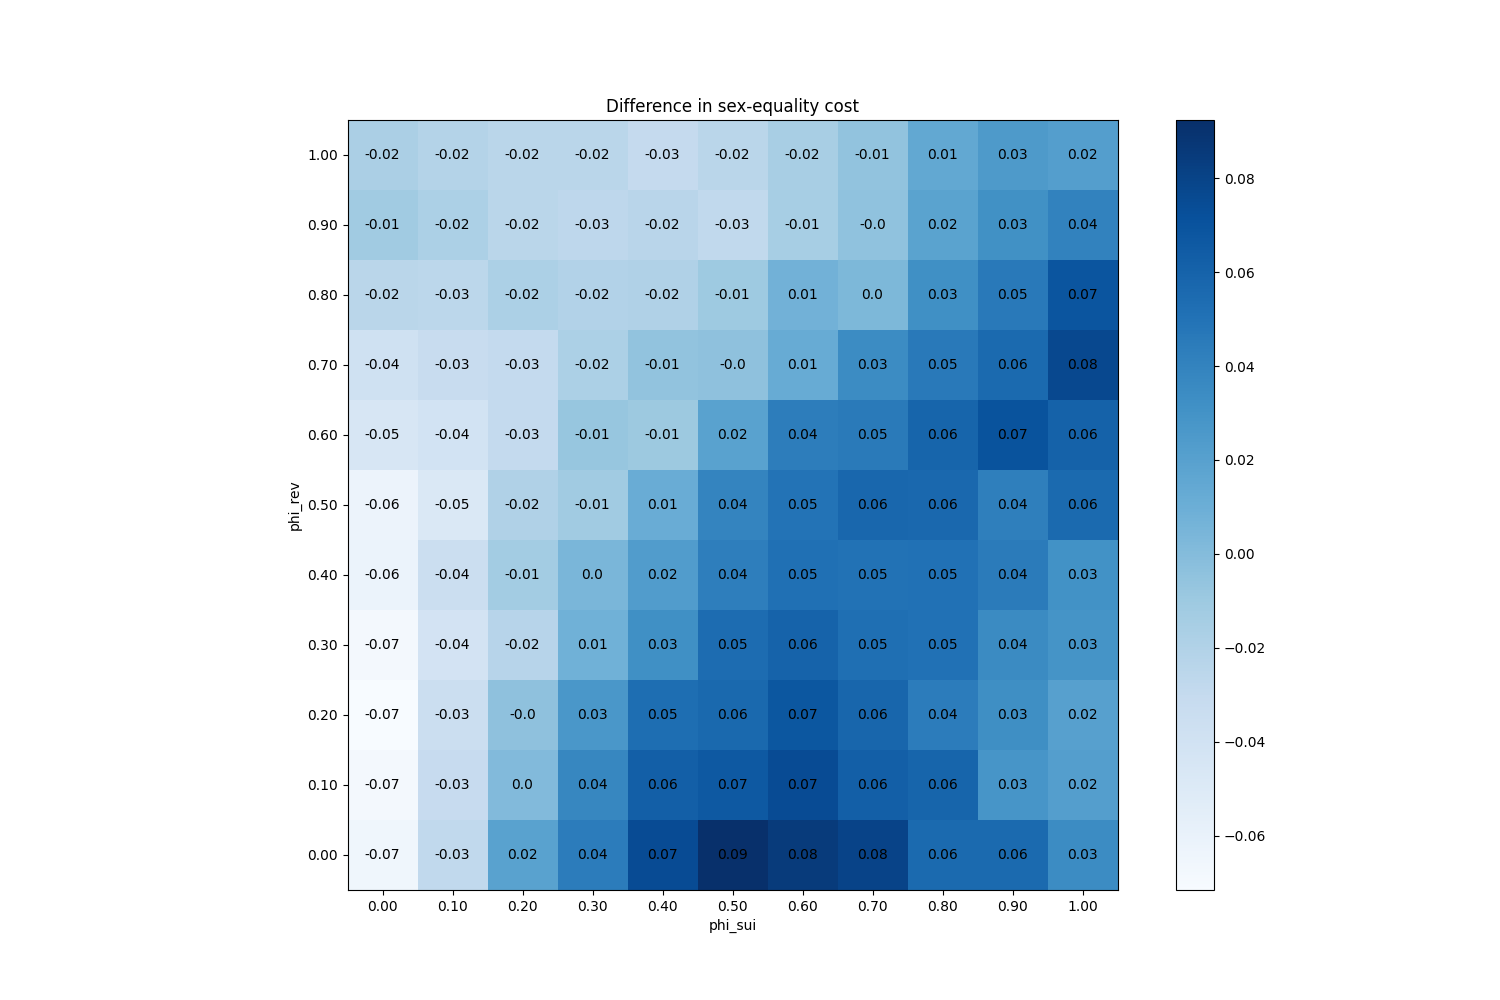 Difference in sex-equality cost
1.00 -0.02 -0.02 -0.02 -0.02 -0.03 -0.02 -0.02 -0.01 0.01 0.03 0.02
0.90 -0.01 -0.02 -0.02 -0.03 -0.02 -0.03 -0.01 -0.0 0.02 0.03 0.04
0.80 -0.02 -0.03 -0.02 -0.02 -0.02 -0.01 0.01 0.0 0.03 0.05 0.07
0.70 -0.04 -0.03 -0.03 -0.02 -0.01 -0.0 0.01 0.03 0.05 0.06 0.08
0.60 -0.05 -0.04 -0.03 -0.01 -0.01 0.02 0.04 0.05 0.06 0.07 0.06
0.50 -0.06 -0.05 -0.02 -0.01 0.01 0.04 0.05 0.06 0.06 0.04 0.06
0.40 -0.06 -0.04 -0.01 0.0 0.02 0.04 0.05 0.05 0.05 0.04 0.03
0.30 -0.07 -0.04 -0.02 0.01 0.03 0.05 0.06 0.05 0.05 0.04 0.03
0.20 -0.07 -0.03 -0.0 0.03 0.05 0.06 0.07 0.06 0.04 0.03 0.02
0.10 -0.07 -0.03 0.0 0.04 0.06 0.07 0.07 0.06 0.06 0.03 0.02
0.00 -0.07 -0.03 0.02 0.04 0.07 0.09 0.08 0.08 0.06 0.06 0.03
0.00 0.10 0.20 0.30 0.40 0.50 0.60 0.70 0.80 0.90 1.00
phi_sui
phi_rev
0.08
0.06
0.04
0.02
0.00
−0.02
−0.04
−0.06